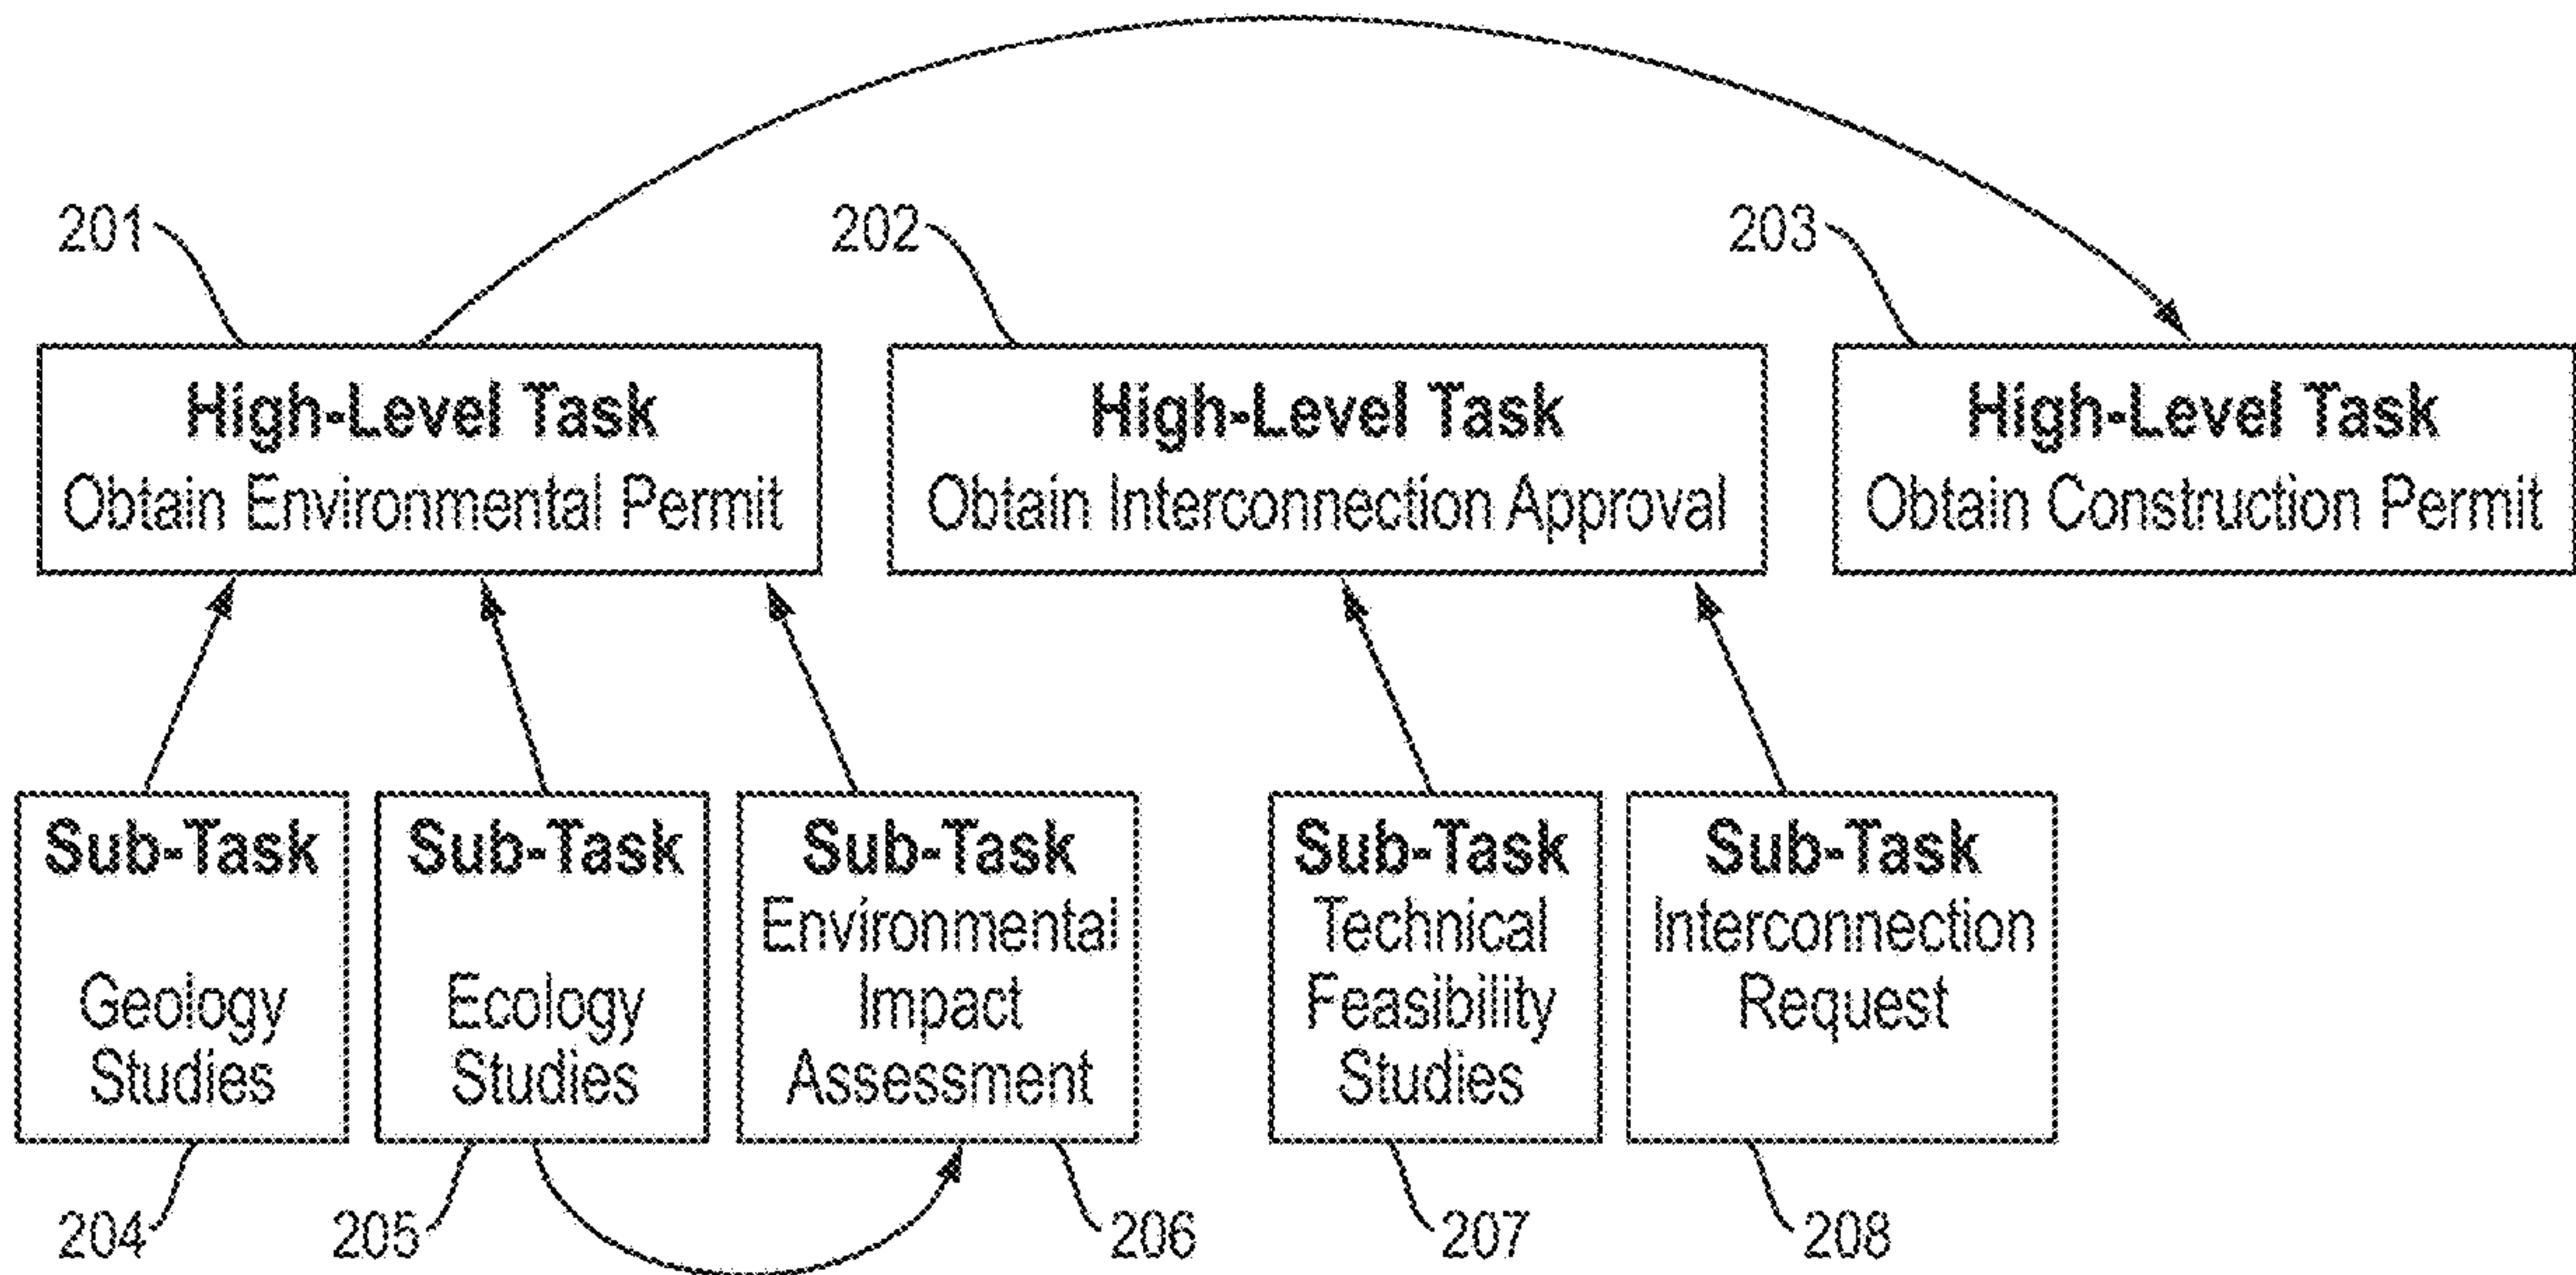 201
202
203
High-Level Task
Obtain Environmental Permit
High-Level Task
Obtain Interconnection Approval
High-Level Task
Obtain Construction Permit
Sub-Task
Geology
Studies
Sub-Task
Ecology
Studies
Sub-Task
Environmental
Impact
Assessment
Sub-Task
Technical
Feasibility
Studies
Sub-Task
Interconnection
Request
204
205
206
207
208